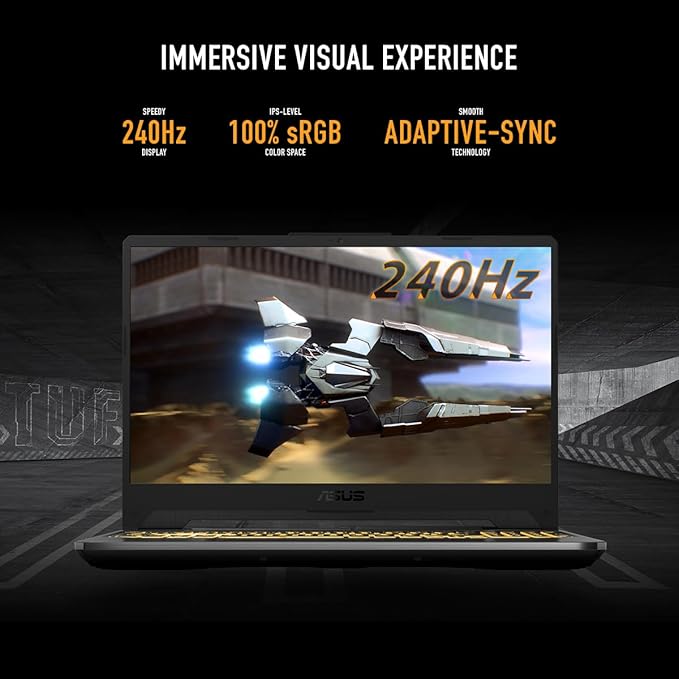 IMMERSIVE VISUAL EXPERIENCE
SPEEDY
240Hz
DISPLAY
IPS-LEVEL
100% sRGB
COLOR SPACE
SMOOTH
ADAPTIVE-SYNC
TECHNOLOGY
240Hz
TUF
ASUS